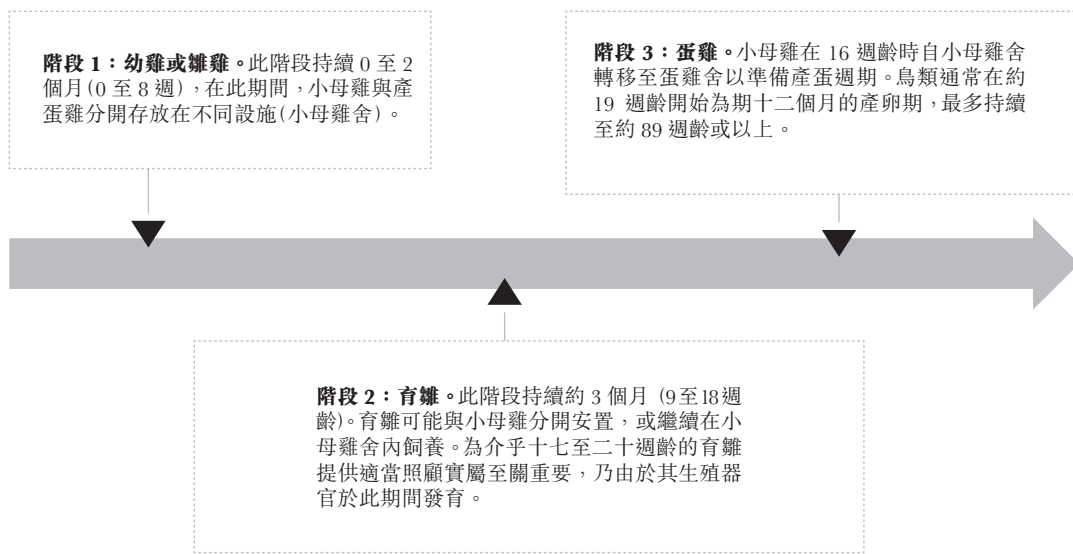 階段 1：幼雞或雛雞。此階段持續 0 至 2
個月(0 至 8 週)，在此期間，小母雞與產
蛋雞分開存放在不同設施(小母雞舍)。
階段 3：蛋雞。小母雞在 16 週齡時自小母雞舍
轉移至蛋雞舍以準備產蛋週期。鳥類通常在約
19 週齡開始為期十二個月的產卵期，最多持續
至約 89 週齡或以上。
階段 2：育雛。此階段持續約 3 個月 (9至18週
齡)。育雛可能與小母雞分開安置，或繼續在小
母雞舍內飼養。為介乎十七至二十週齡的育雛
提供適當照顧實屬至關重要，乃由於其生殖器
官於此期間發育。